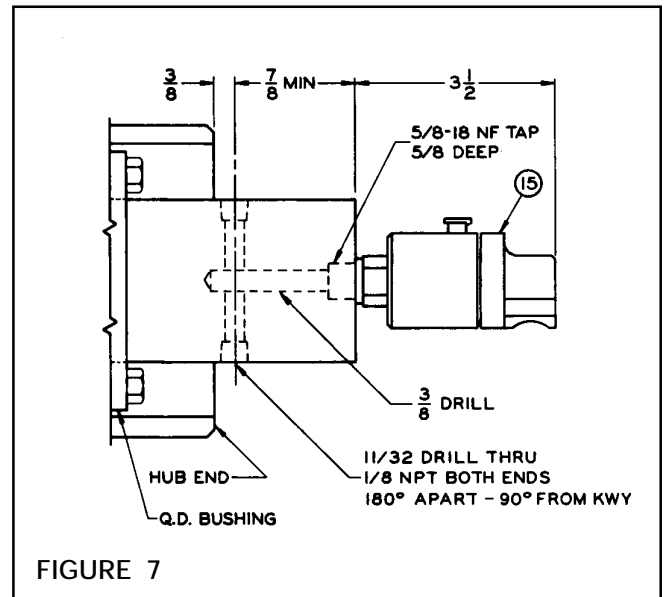 3/8
7/8 MIN
3 1/2
5/8-18 NF TAP
5/8 DEEP
15
3/8 DRILL
11/32 DRILL THRU
1/8 NPT BOTH ENDS
180° APART - 90° FROM KWY
HUB END
Q.D. BUSHING
FIGURE 7